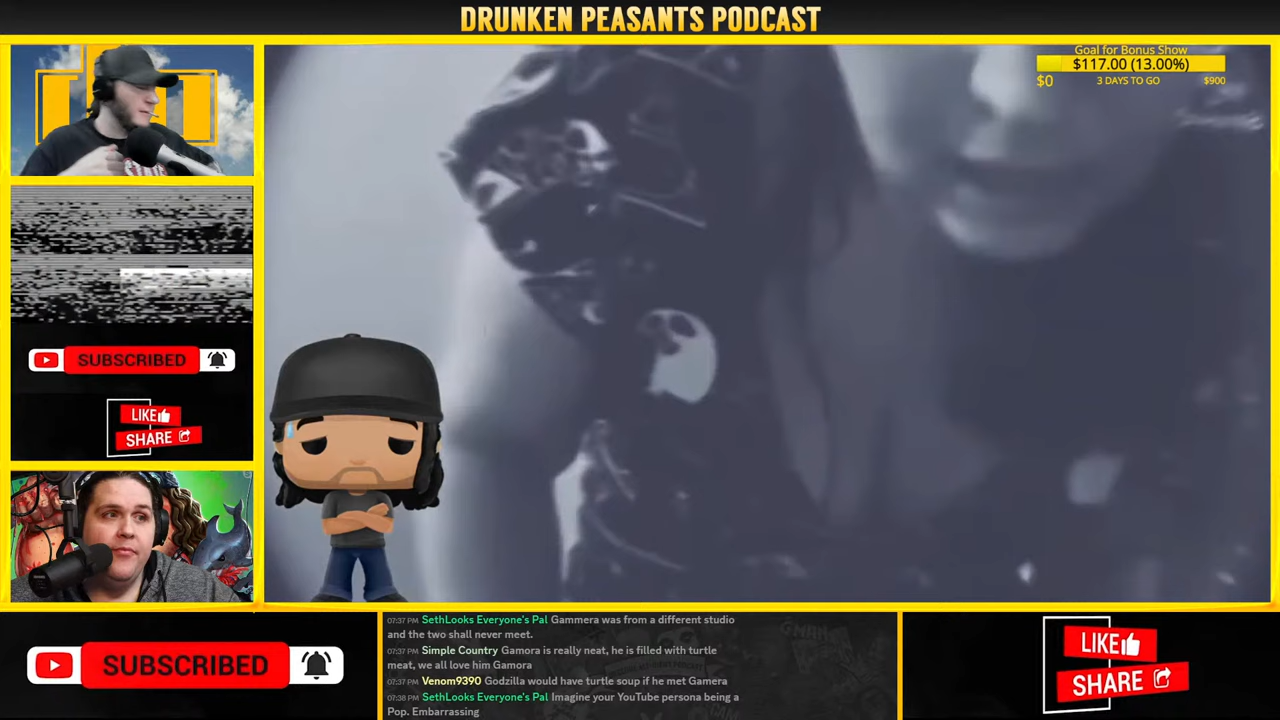 DRUNKEN PEASANTS PODCAST
Goal for Bonus Show
$117.00 (13.00%)
$0
3 DAYS TO GO
$900
SUBSCRIBED
LIKE
SHARE
07:37 PM SethLooks Everyone's Pal Gammera was from a different studio
and the two shall never meet.
07:37 PM Simple Country Gamora is really neat, he is filled with turtle
meat, we all love him Gamora
07:37 PM Venom9390 Godzilla would have turtle soup if he met Gamera
07:38 PM SethLooks Everyone's Pal Imagine your YouTube persona being a
Pop. Embarrassing
SUBSCRIBED
LIKE
SHARE